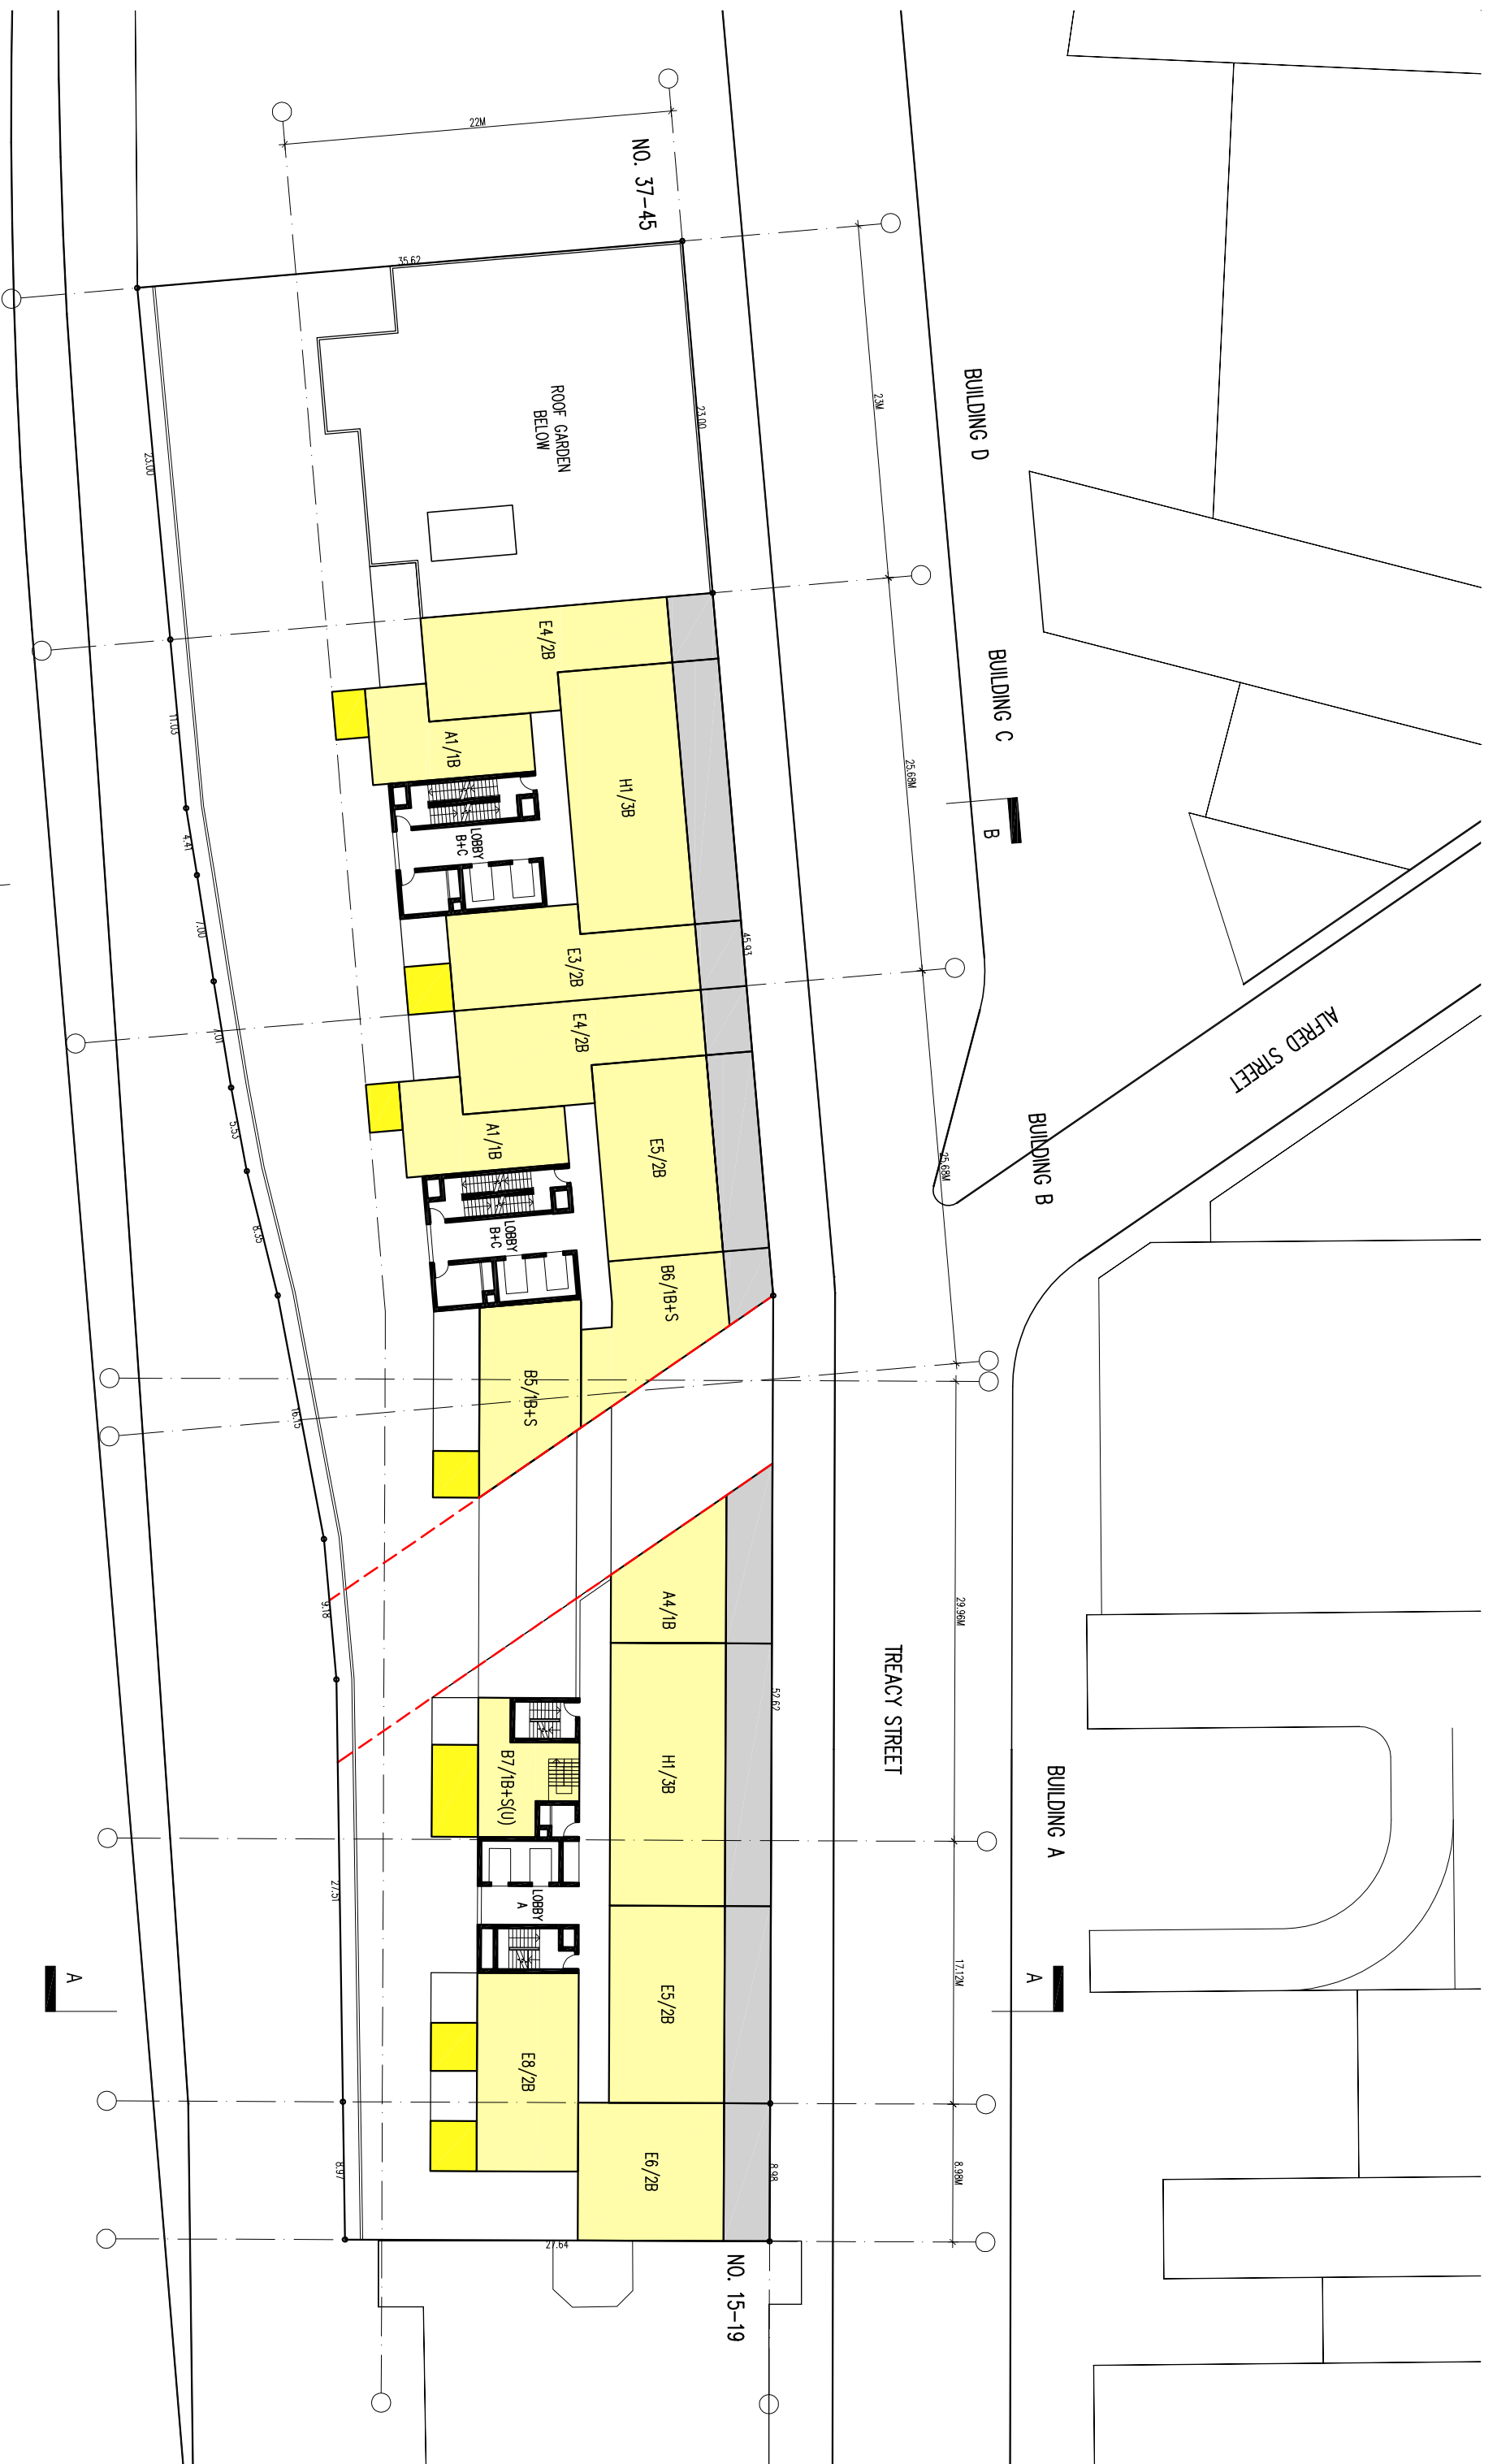 22M
NO. 37-45
35.62
23M
23.00
BUILDING D
ROOF GARDEN
BELOW
23.00
E4/2B
BUILDING C
11.03
A1/1B
H1/3B
25.68M
B
LOBBY
B+C
4.41
7.00
45.93
E3/2B
7.01
E4/2B
ALFRED STREET
5.53
A1/1B
E5/2B
BUILDING B
25.68M
8.35
LOBBY
B+C
B6/1B+S
16.15
B5/1B+S
9.18
A4/1B
29.96M
TREACY STREET
52.62
B7/1B+S(U)
H1/3B
BUILDING A
27.51
LOBBY
A
A
E5/2B
17.12M
A
E8/2B
8.97
E6/2B
8.98
8.98M
27.64
NO. 15-19